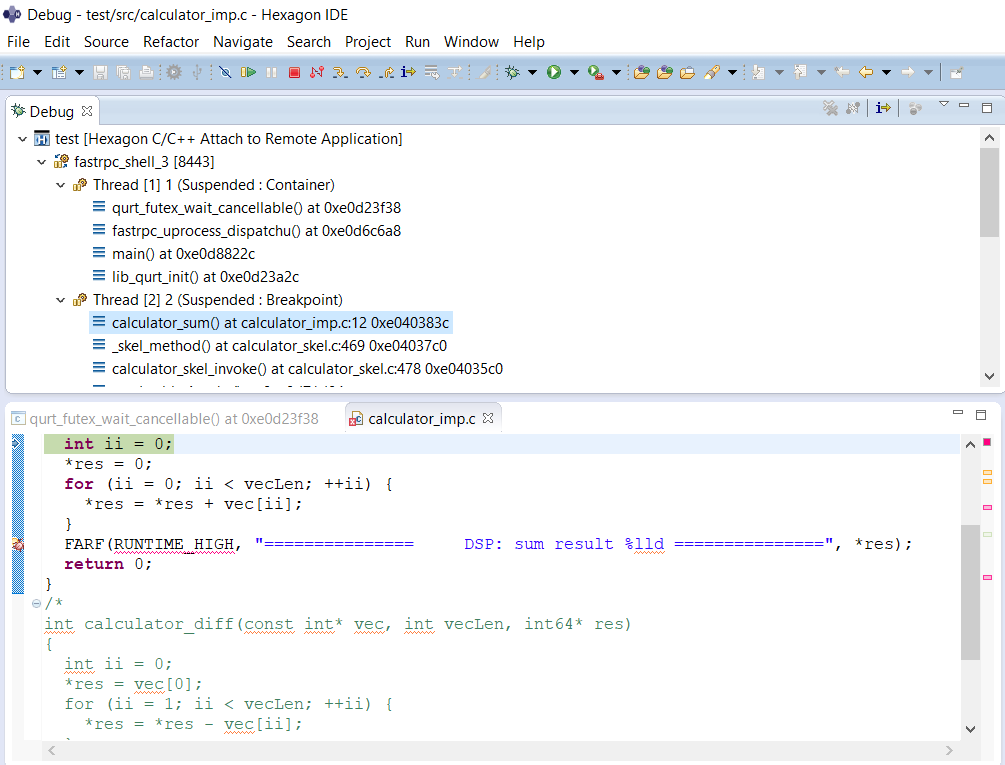 Debug - test/src/calculator_imp.c - Hexagon IDE
File Edit Source Refactor Navigate Search Project Run Window Help
Debug
test [Hexagon C/C++ Attach to Remote Application]
fastrpc_shell_3 [8443]
Thread [1] 1 (Suspended : Container)
qurt_futex_wait_cancellable() at 0xe0d23f38
fastrpc_uprocess_dispatchu() at 0xe0d6c6a8
main() at 0xe0d8822c
lib_qurt_init() at 0xe0d23a2c
Thread [2] 2 (Suspended : Breakpoint)
calculator_sum() at calculator_imp.c:12 0xe040383c
_skel_method() at calculator_skel.c:469 0xe04037c0
calculator_skel_invoke() at calculator_skel.c:478 0xe04035c0
qurt_futex_wait_cancellable() at 0xe0d23f38 calculator_imp.c
int ii = 0;
*res = 0;
for (ii = 0; ii < vecLen; ++ii) {
*res = *res + vec[ii];
}
FARF(RUNTIME_HIGH, "=============== DSP: sum result %lld ===============", *res);
return 0;
}
/*
int calculator_diff(const int* vec, int vecLen, int64* res)
{
int ii = 0;
*res = vec[0];
for (ii = 1; ii < vecLen; ++ii) {
*res = *res - vec[ii];